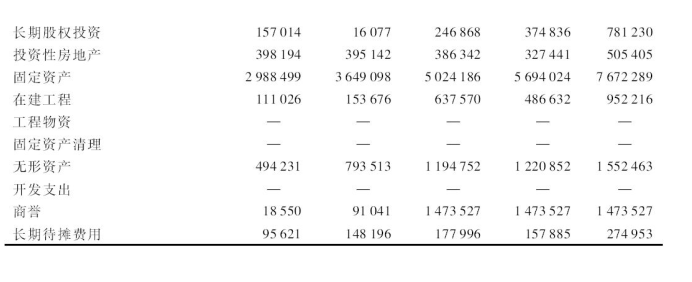 长期股权投资 157 014 16 077 246 868 374 836 781 230
投资性房地产 398 194 395 142 386 342 327 441 505 405
固定资产 2 988 499 3 649 098 5 024 186 5 694 024 7 672 289
在建工程 111 026 153 676 637 570 486 632 952 216
工程物资 — — — — —
固定资产清理 — — — — —
无形资产 494 231 793 513 1 194 752 1 220 852 1 552 463
开发支出 — — — — —
商誉 18 550 91 041 1 473 527 1 473 527 1 473 527
长期待摊费用 95 621 148 196 177 996 157 885 274 953